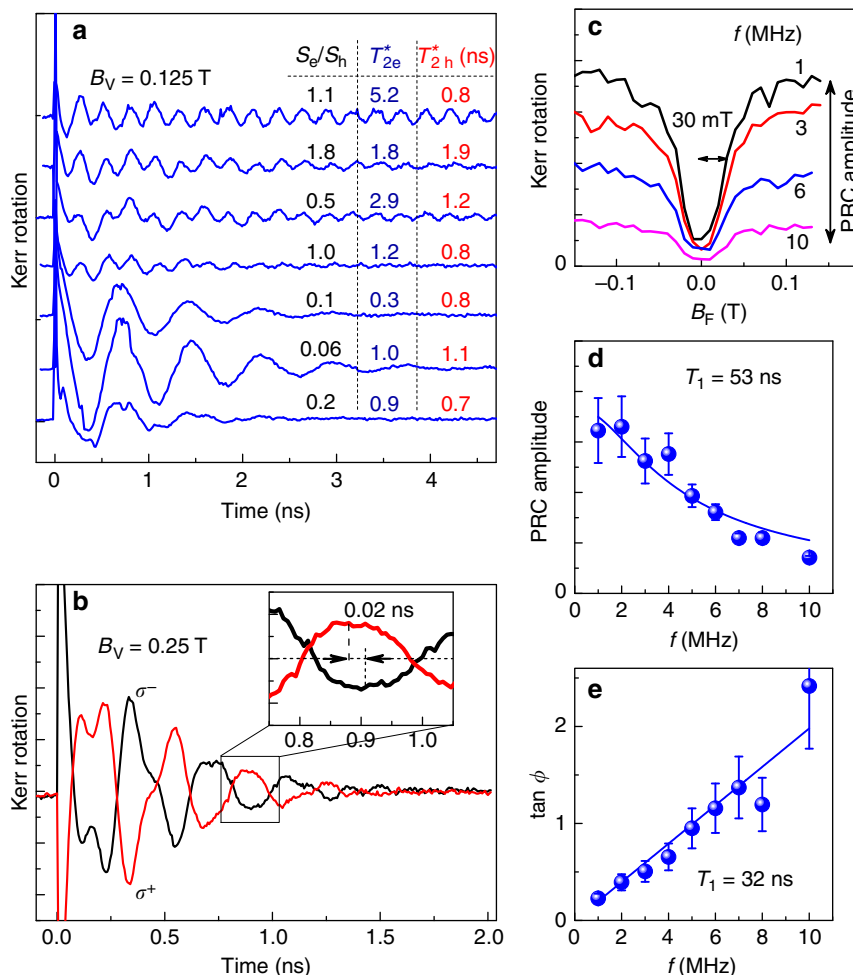 a
B_V = 0.125 T
S_e/S_h T*_2e T*_2h (ns)
1.1 5.2 0.8
1.8 1.8 1.9
0.5 2.9 1.2
1.0 1.2 0.8
0.1 0.3 0.8
0.06 1.0 1.1
0.2 0.9 0.7
Kerr rotation
0 1 2 3 4
Time (ns)
b
B_V = 0.25 T
0.02 ns
0.8 0.9 1.0
σ−
σ+
Kerr rotation
0.0 0.5 1.0 1.5 2.0
Time (ns)
c
f (MHz)
1
30 mT
3
6
10
Kerr rotation
PRC amplitude
0
−0.1 0.0 0.1
B_F (T)
d
T_1 = 53 ns
PRC amplitude
0
0 2 4 6 8 10
f (MHz)
e
2
1
0
tan ϕ
T_1 = 32 ns
0 2 4 6 8 10
f (MHz)